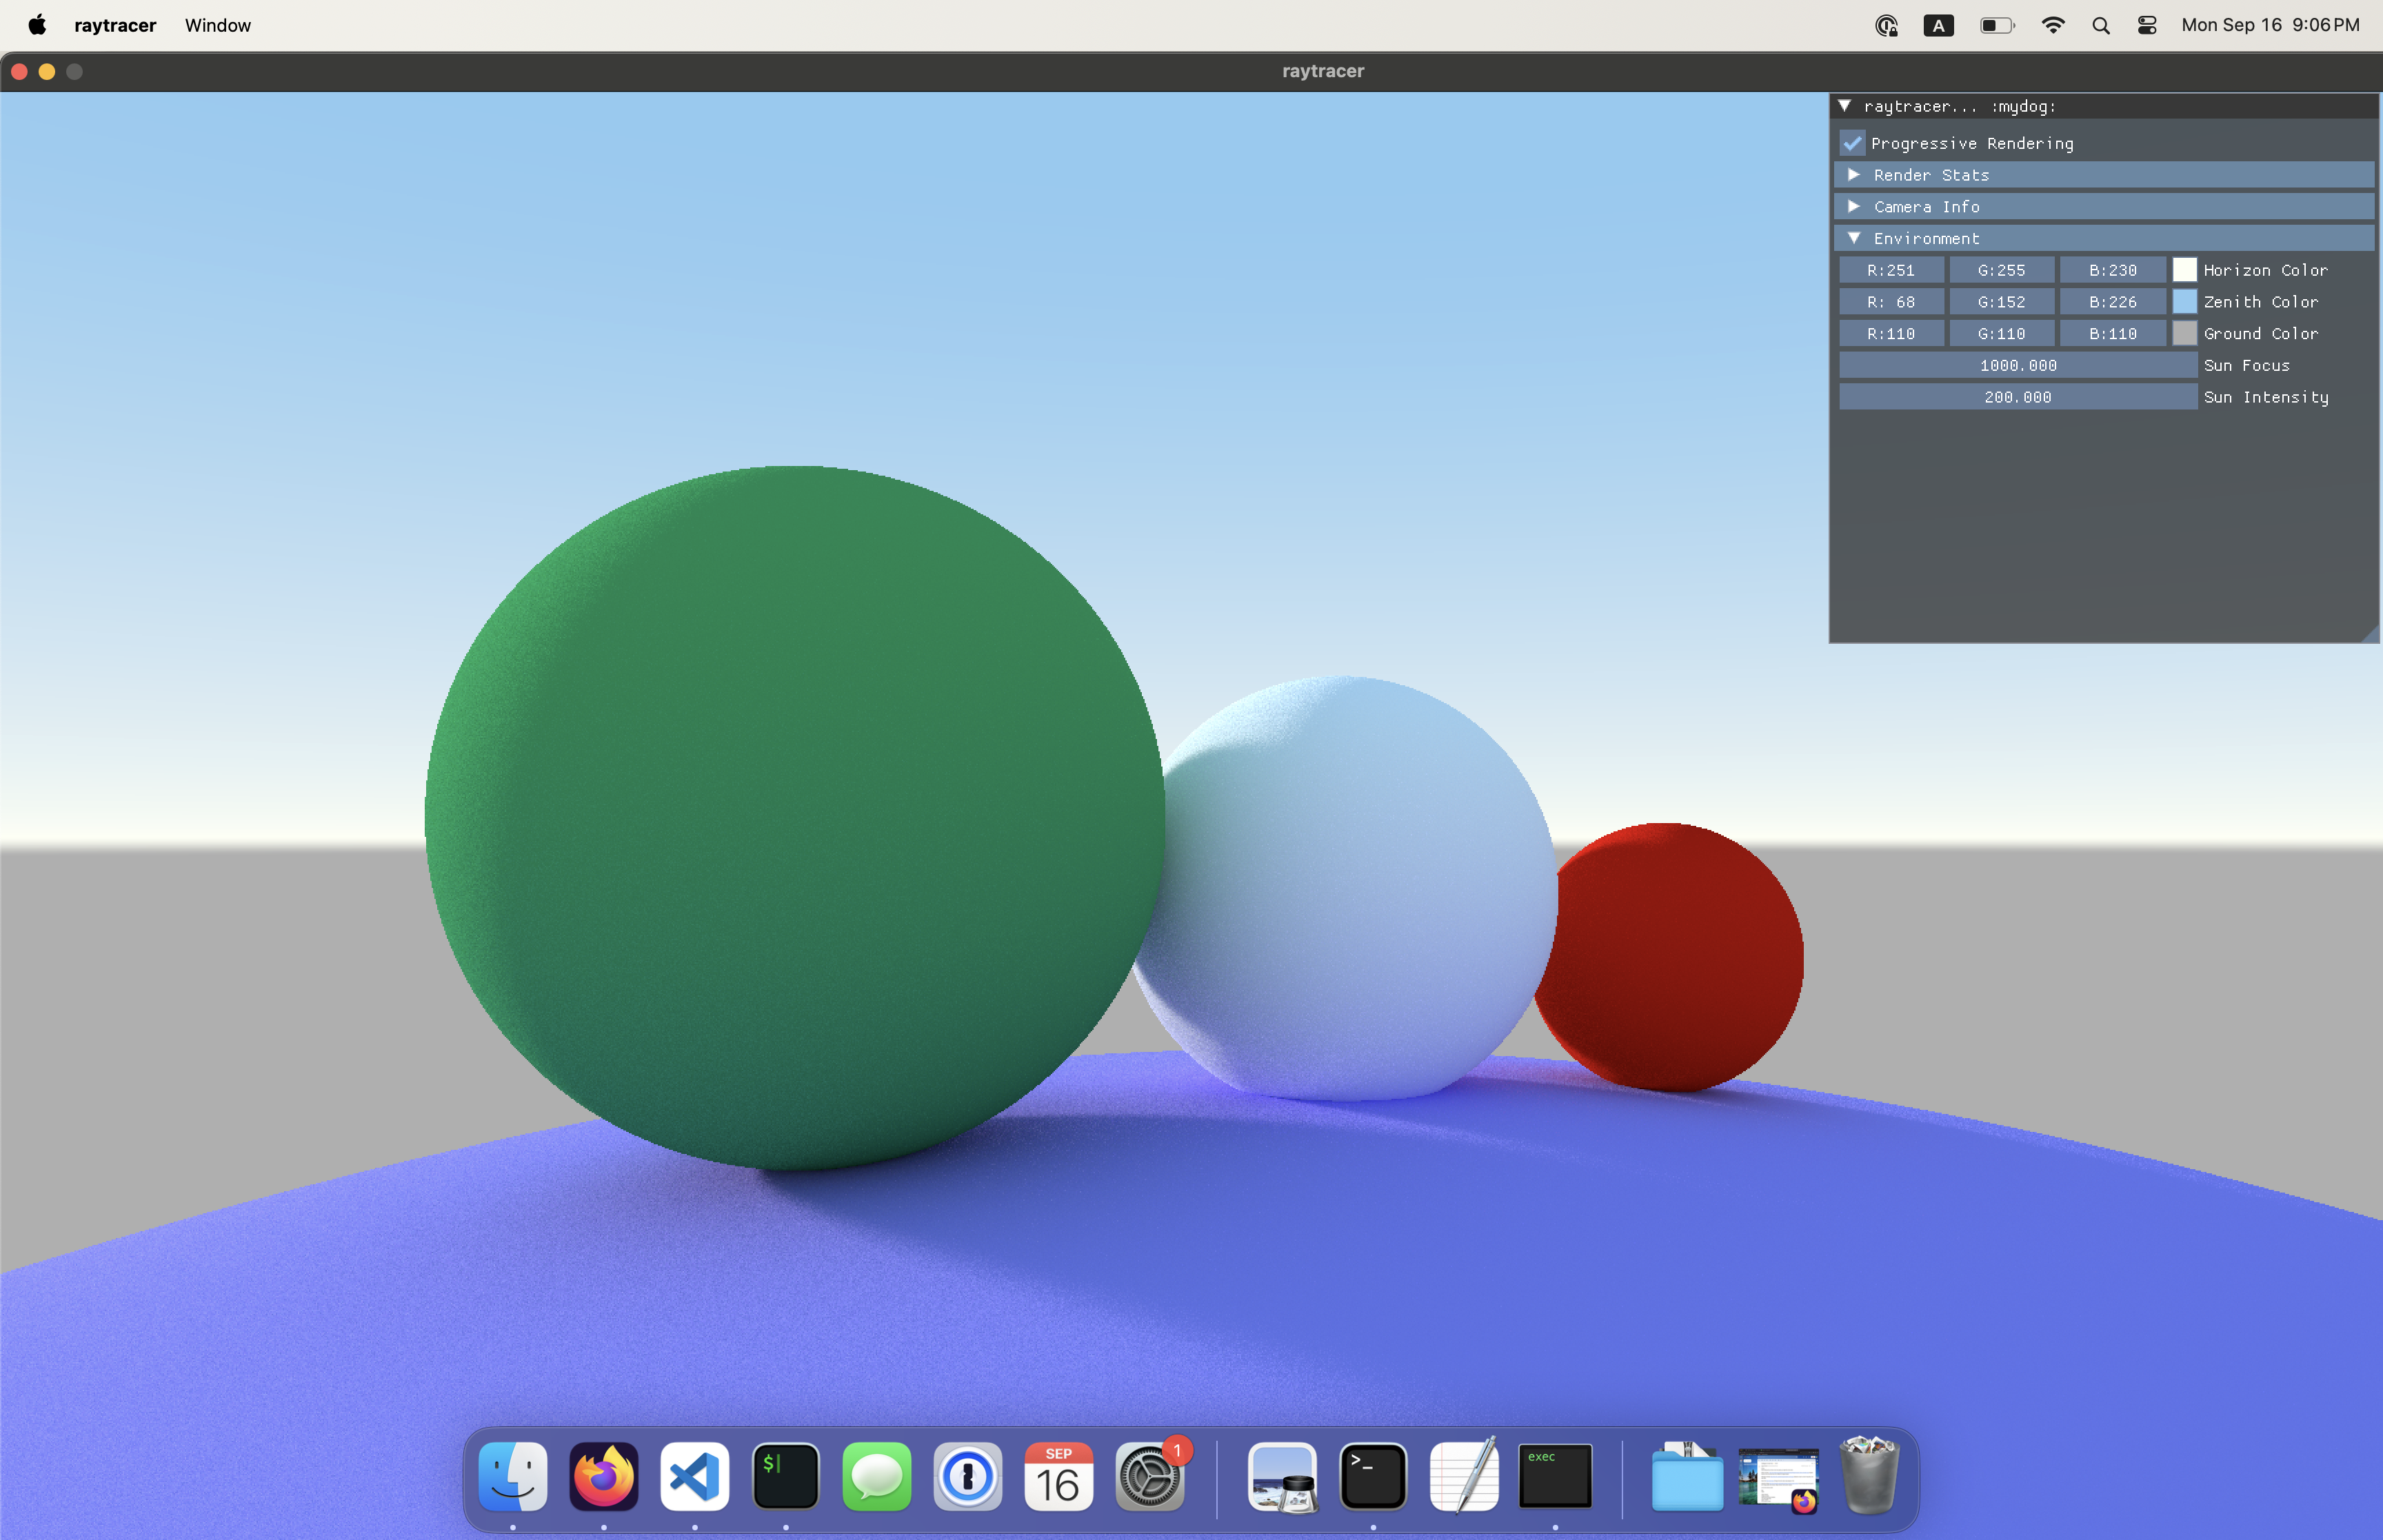 raytracer Window A Mon Sep 16 9:06 PM
raytracer
raytracer... :mydog:
Progressive Rendering
Render Stats
Camera Info
Environment
R:251 G:255 B:230 Horizon Color
R: 68 G:152 B:226 Zenith Color
R:110 G:110 B:110 Ground Color
1000.000 Sun Focus
200.000 Sun Intensity
$ SEP 1 >_ exec
16